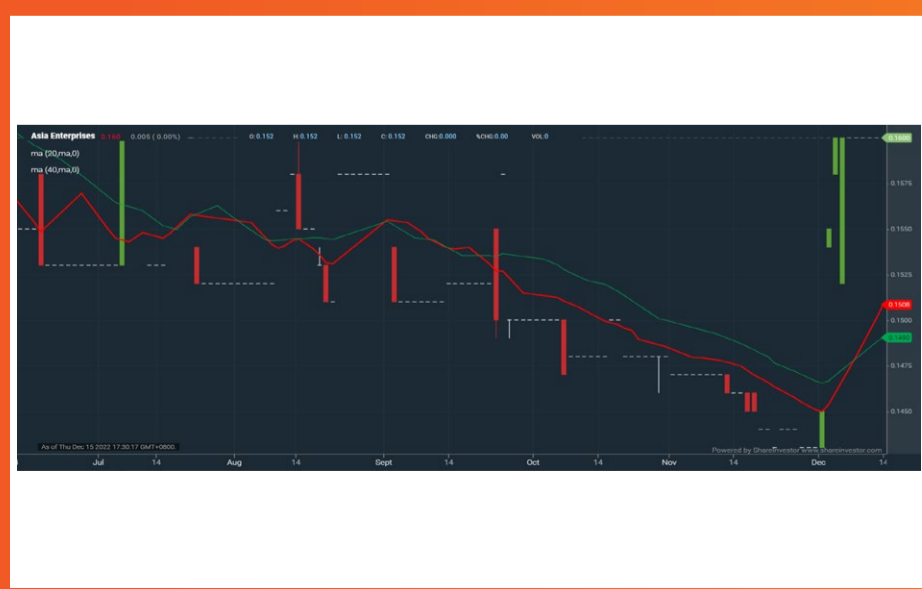 Asia Enterprises 0.160 0.005 ( 0.00%) O: 0.152 H: 0.152 L: 0.152 C: 0.152 CHG:0.000 %CHG:0.00 VOL:0
ma (20,ma,0)
ma (40,ma,0)
0.1600
0.1575
0.1550
0.1525
0.1508
0.1500
0.1475
0.1450
As of Thu Dec 15 2022 17:30:17 GMT+0800
Powered by ShareInvestor www.shareinvestor.com
Jul 14 Aug 14 Sept 14 Oct 14 Nov 14 Dec 14